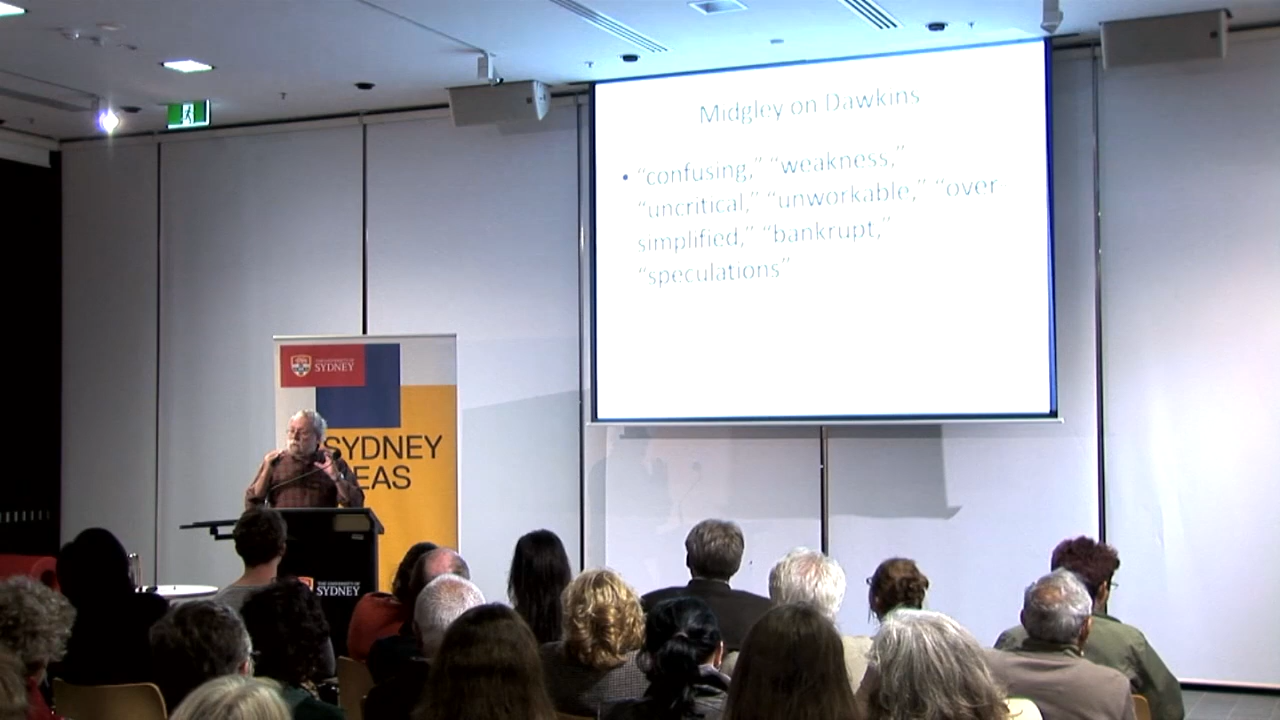 Midgley on Dawkins
• “confusing,” “weakness,”
“uncritical,” “unworkable,” “over-
simplified,” “bankrupt,”
“speculations”
THE UNIVERSITY OF
SYDNEY
SYDNEY
EAS
THE UNIVERSITY OF
SYDNEY